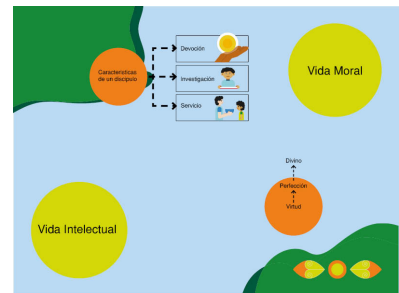 Características
de un discípulo
Devoción
Investigación
Servicio
Vida Moral
Vida Intelectual
Divino
Perfección
Virtud